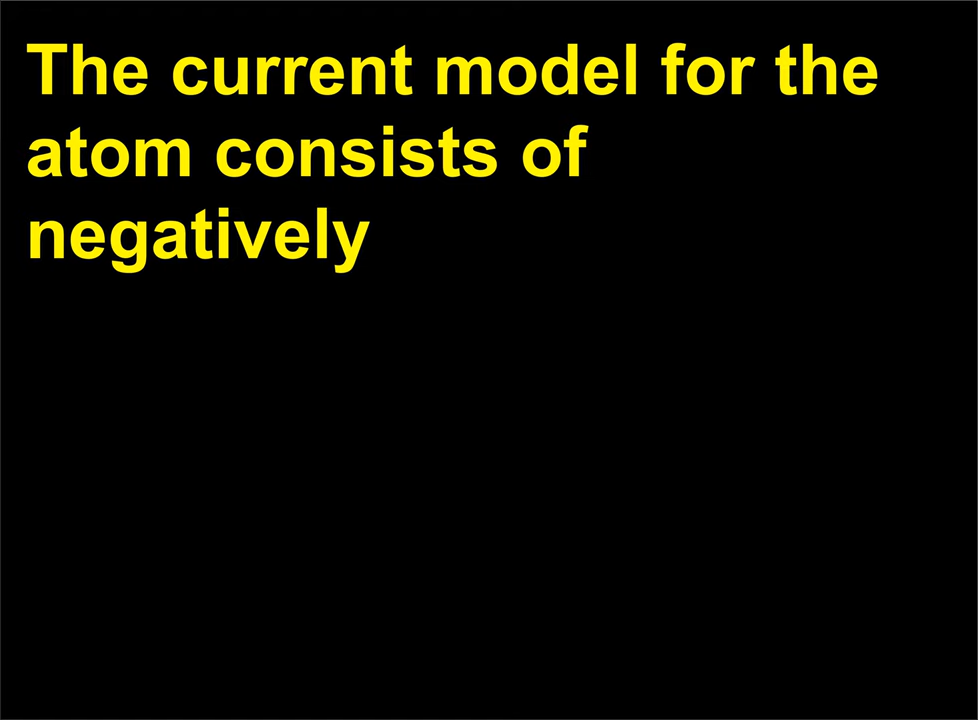 The current model for the
atom consists of
negatively